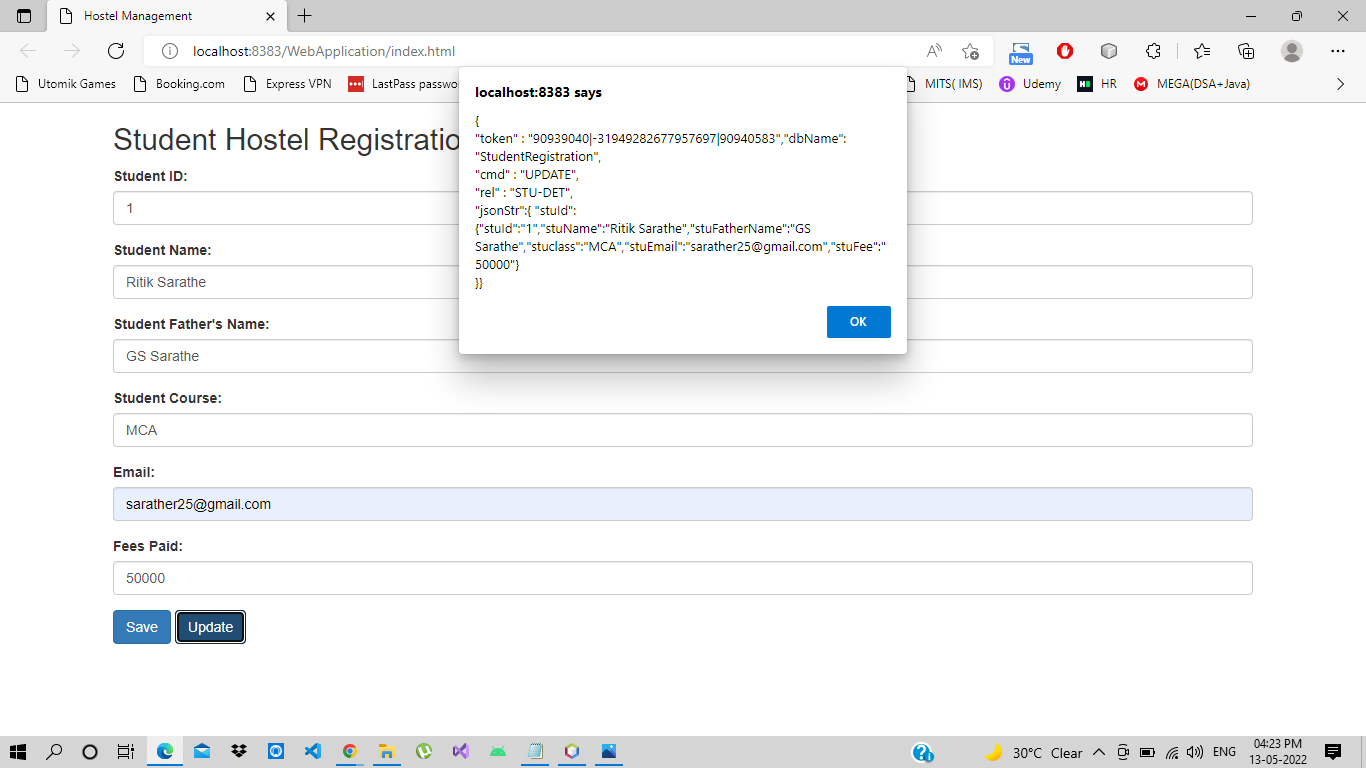 Hostel Management
localhost:8383/WebApplication/index.html
New
Utomik Games Booking.com Express VPN LastPass passwo MITS( IMS) Udemy HR MEGA(DSA+Java)
localhost:8383 says
{
"token" : "90939040|-31949282677957697|90940583","dbName":
"StudentRegistration",
"cmd" : "UPDATE",
"rel" : "STU-DET",
"jsonStr":{ "stuId":
{"stuId":"1","stuName":"Ritik Sarathe","stuFatherName":"GS
Sarathe","stuclass":"MCA","stuEmail":"sarather25@gmail.com","stuFee":"
50000"}
}}
OK
Student Hostel Registratio
Student ID:
1
Student Name:
Ritik Sarathe
Student Father's Name:
GS Sarathe
Student Course:
MCA
Email:
sarather25@gmail.com
Fees Paid:
50000
Save Update
30°C Clear ENG 04:23 PM
13-05-2022